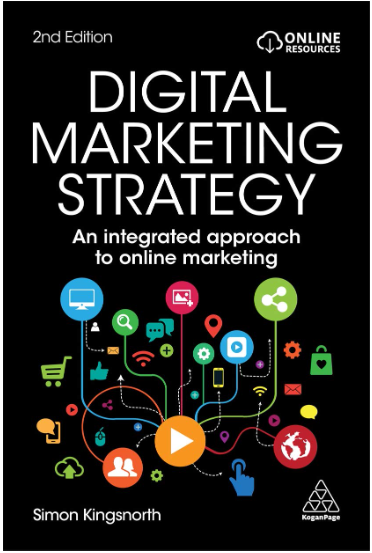 2nd Edition
ONLINE
RESOURCES
DIGITAL
MARKETING
STRATEGY
An integrated approach
to online marketing
Simon Kingsnorth
KoganPage